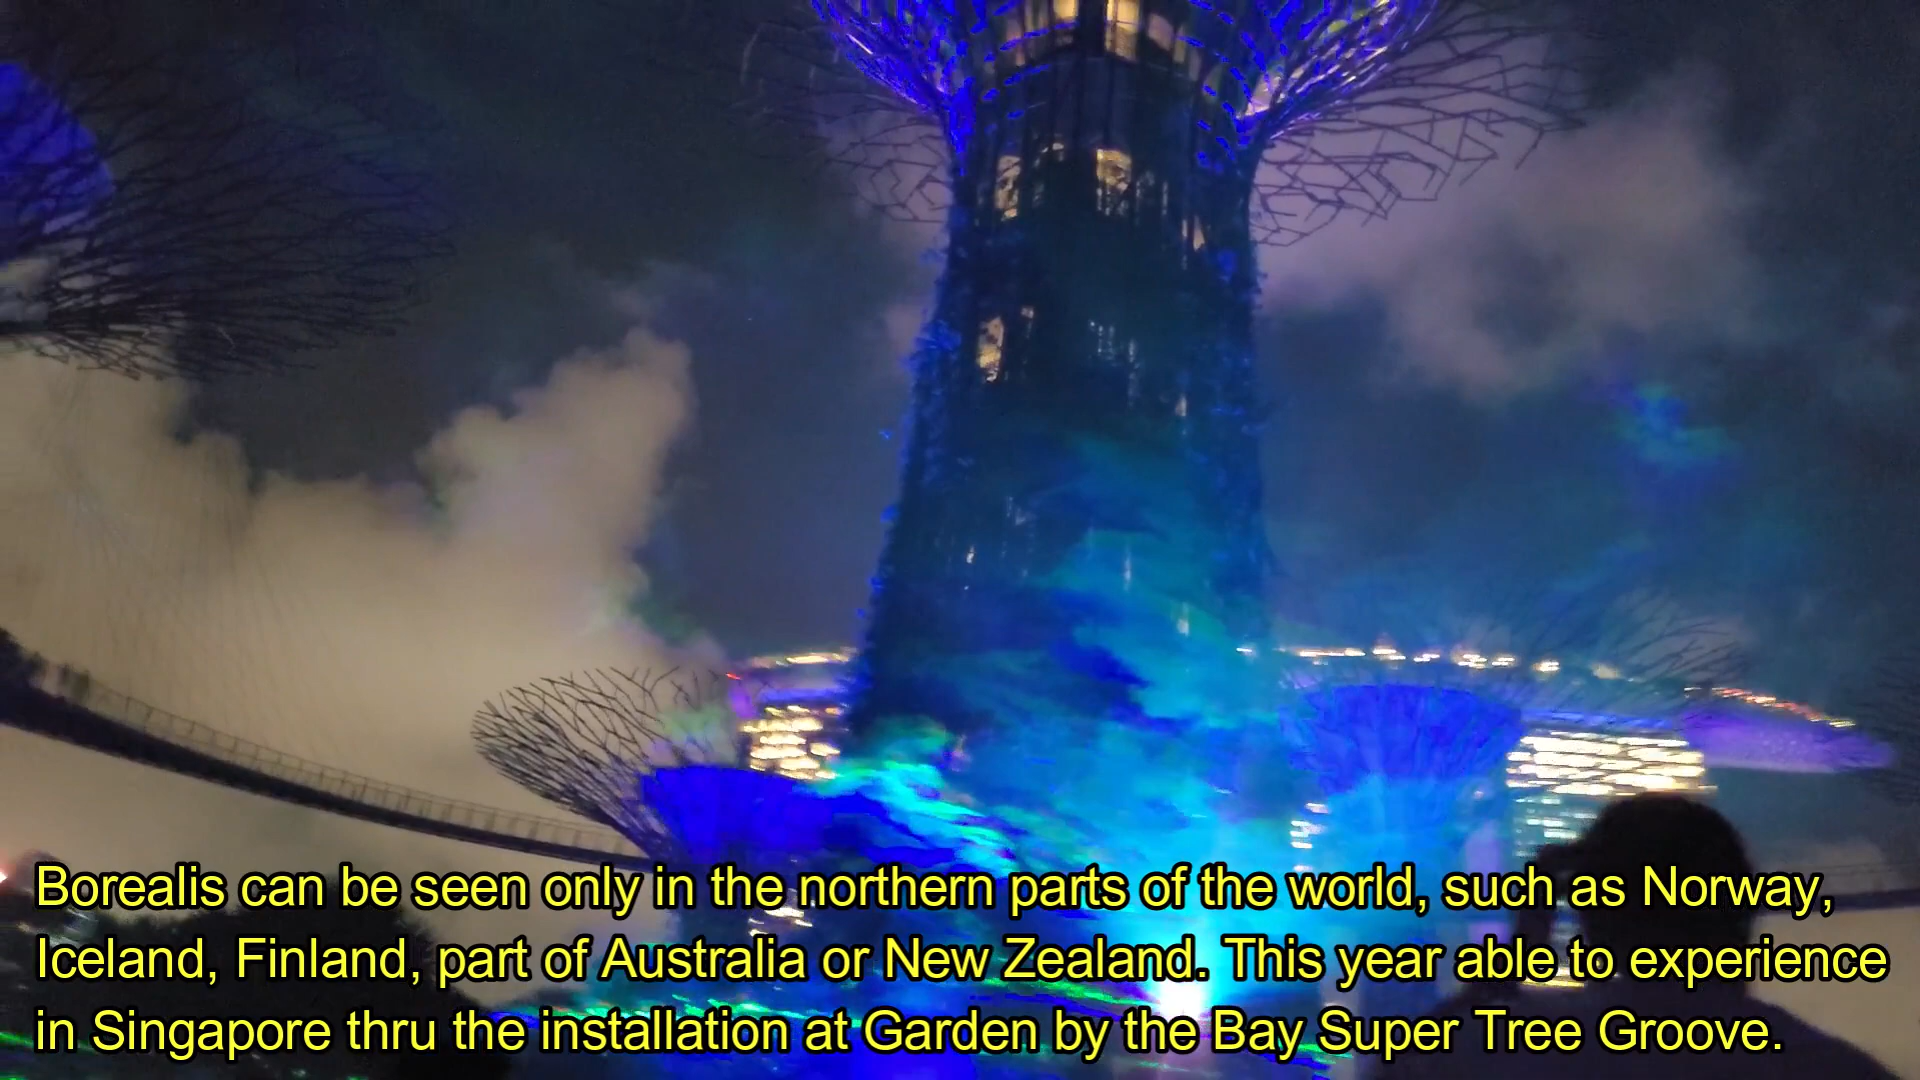 Borealis can be seen only in the northern parts of the world, such as Norway,
Iceland, Finland, part of Australia or New Zealand. This year able to experience
in Singapore thru the installation at Garden by the Bay Super Tree Groove.